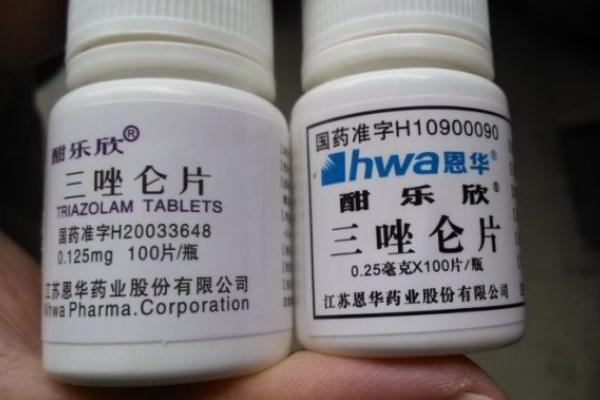 酣乐欣®
三唑仑片
TRIAZOLAM TABLETS
国药准字H20033648
0.125mg 100片/瓶
江苏恩华药业股份有限公司
Nhwa Pharma.Corporation
国药准字H10900090
hwa恩华
酣乐欣®
三唑仑片
0.25毫克X100片/瓶
江苏恩华药业股份有限公司